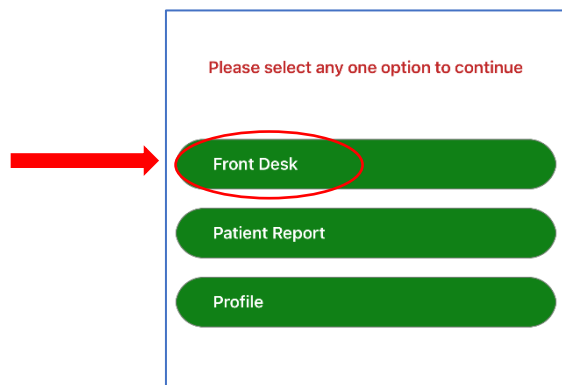 Please select any one option to continue
Front Desk
Patient Report
Profile